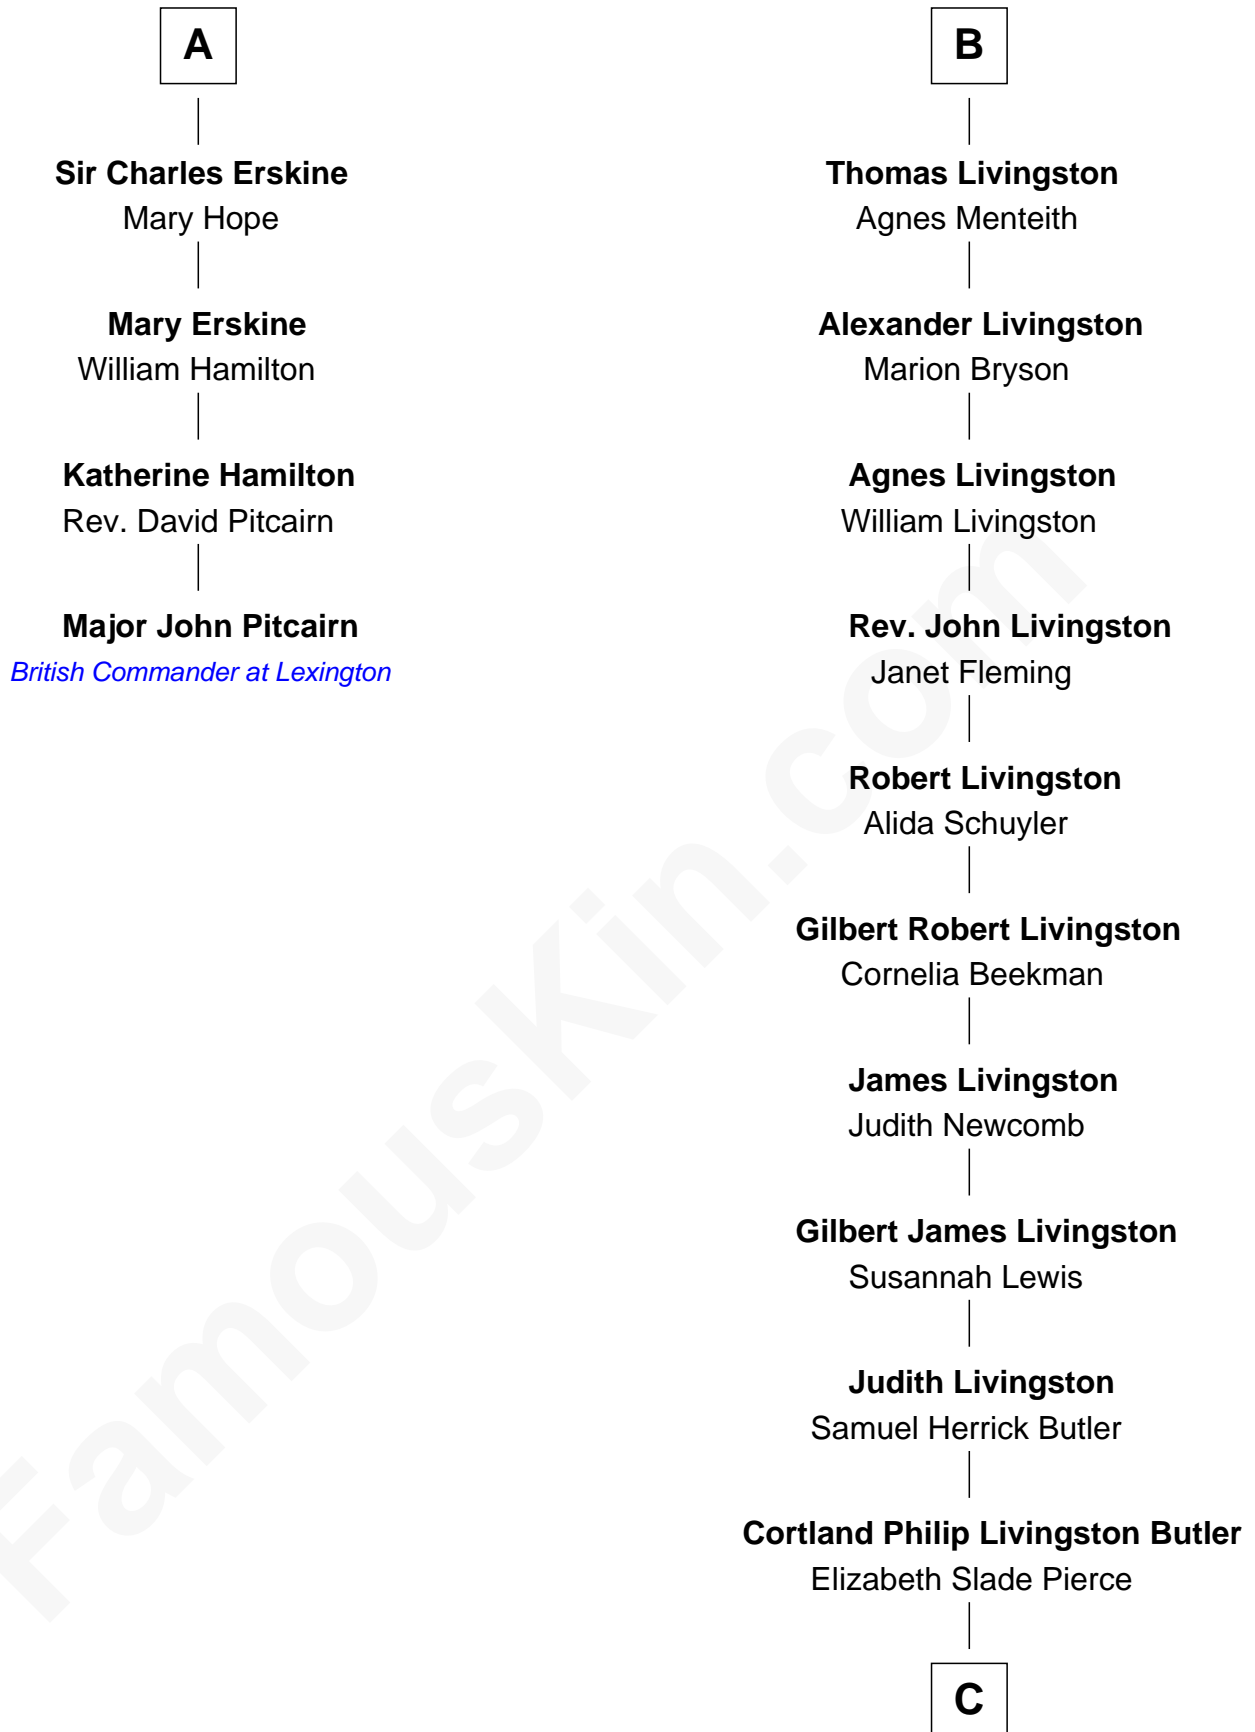 A
Sir Charles Erskine
Mary Hope
Mary Erskine
William Hamilton
Katherine Hamilton
Rev. David Pitcairn
Major John Pitcairn
British Commander at Lexington
B
Thomas Livingston
Agnes Menteith
Alexander Livingston
Marion Bryson
Agnes Livingston
William Livingston
Rev. John Livingston
Janet Fleming
Robert Livingston
Alida Schuyler
Gilbert Robert Livingston
Cornelia Beekman
James Livingston
Judith Newcomb
Gilbert James Livingston
Susannah Lewis
Judith Livingston
Samuel Herrick Butler
Cortland Philip Livingston Butler
Elizabeth Slade Pierce
C
FamousKin.com